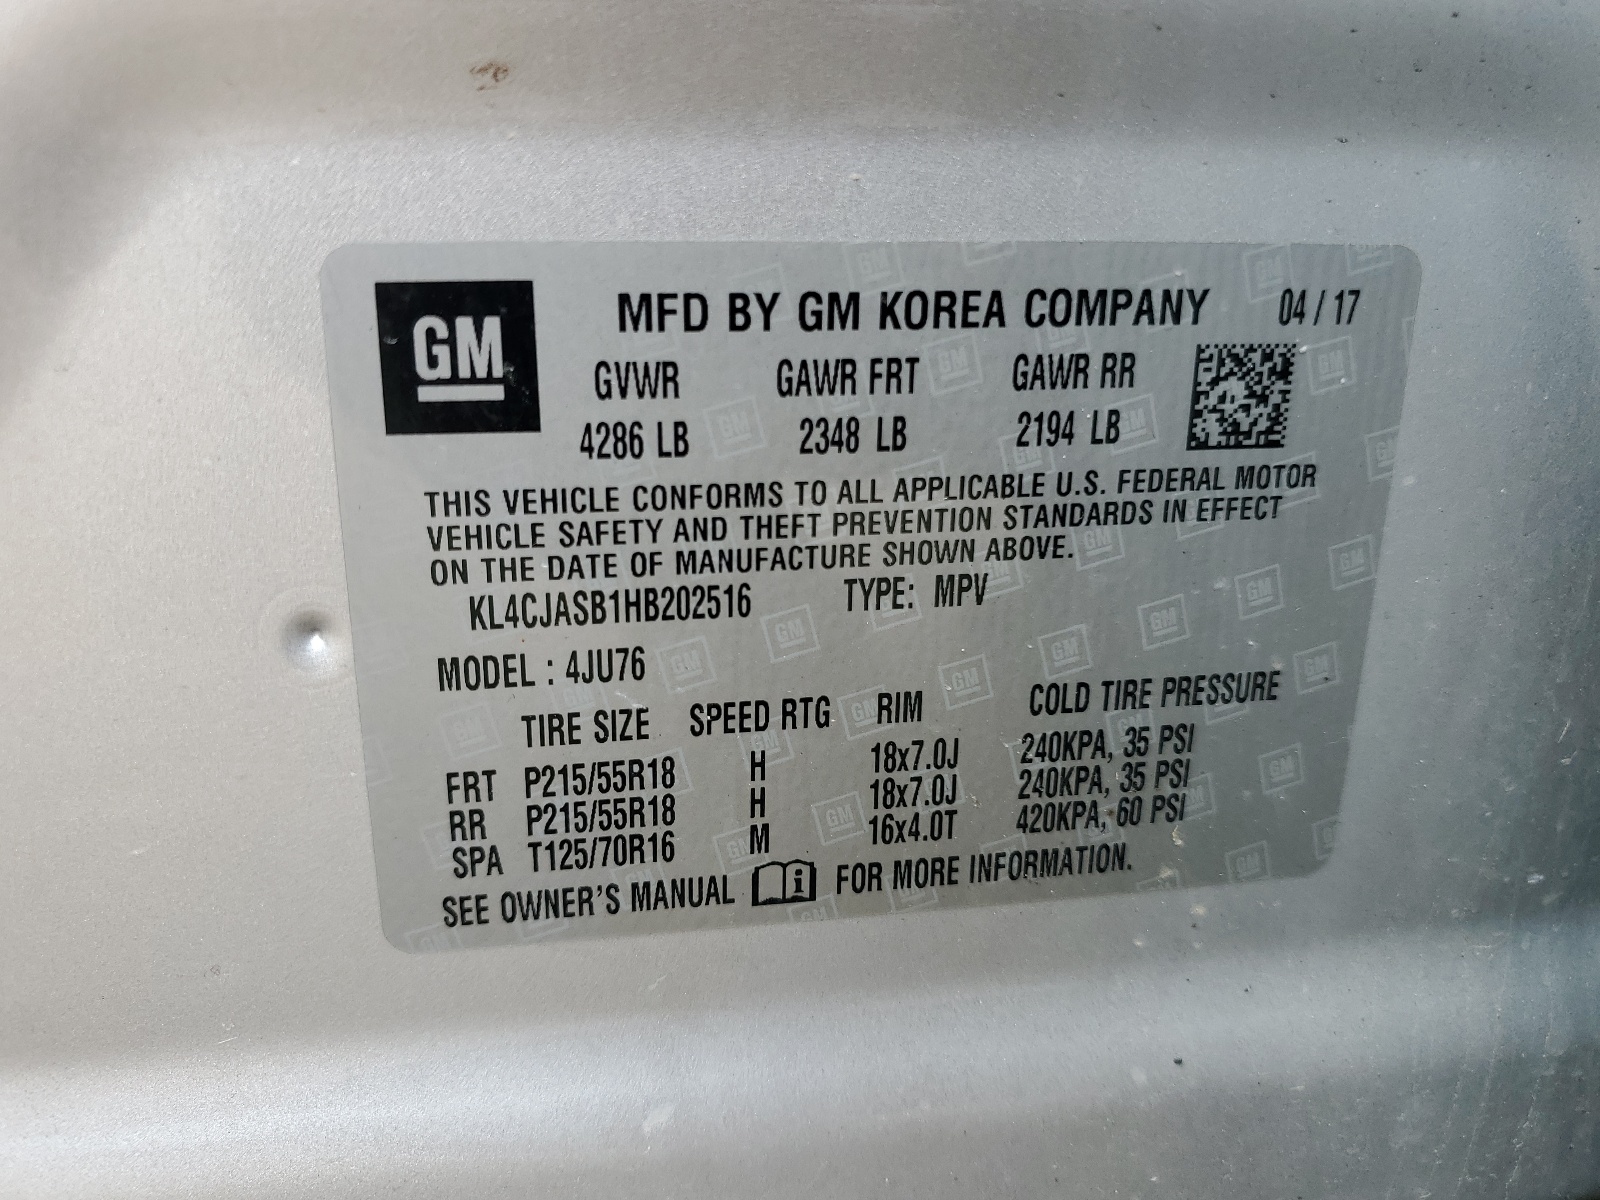 GM
MFD BY GM KOREA COMPANY 04 / 17
GVWR GAWR FRT GAWR RR
4286 LB 2348 LB 2194 LB
THIS VEHICLE CONFORMS TO ALL APPLICABLE U.S. FEDERAL MOTOR
VEHICLE SAFETY AND THEFT PREVENTION STANDARDS IN EFFECT
ON THE DATE OF MANUFACTURE SHOWN ABOVE.
KL4CJASB1HB202516 TYPE: MPV
MODEL : 4JU76
TIRE SIZE SPEED RTG RIM COLD TIRE PRESSURE
FRT P215/55R18 H 18x7.0J 240KPA, 35 PSI
RR P215/55R18 H 18x7.0J 240KPA, 35 PSI
SPA T125/70R16 M 16x4.0T 420KPA, 60 PSI
SEE OWNER'S MANUAL i FOR MORE INFORMATION.